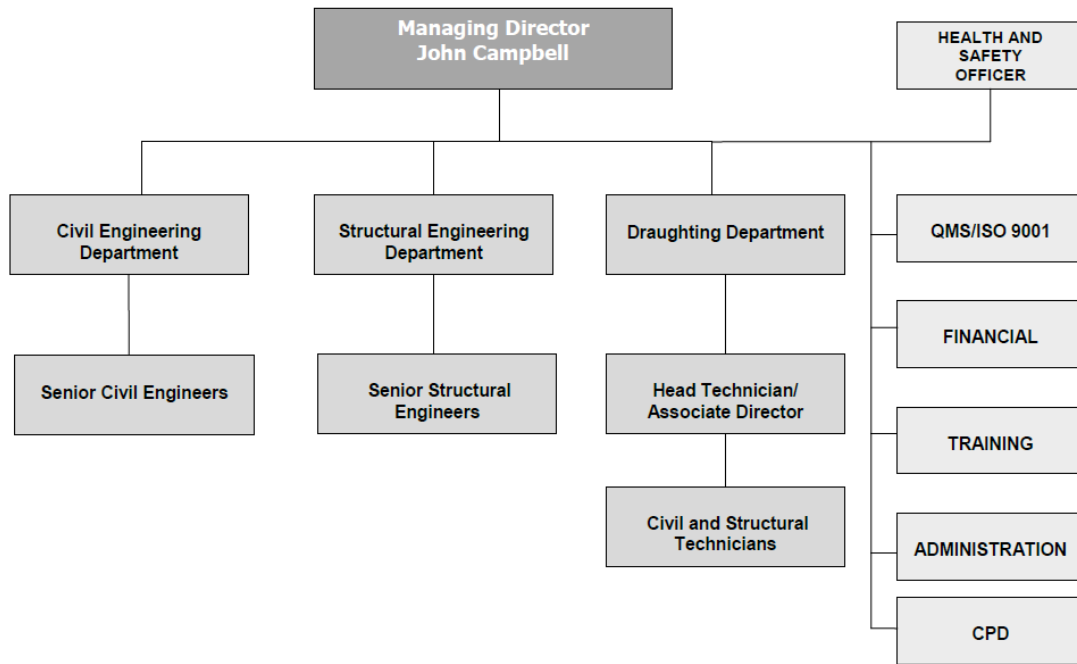 Managing Director
John Campbell
HEALTH AND
SAFETY
OFFICER
Civil Engineering
Department
Structural Engineering
Department
Draughting Department
QMS/ISO 9001
Senior Civil Engineers
Senior Structural
Engineers
Head Technician/
Associate Director
FINANCIAL
TRAINING
Civil and Structural
Technicians
ADMINISTRATION
CPD